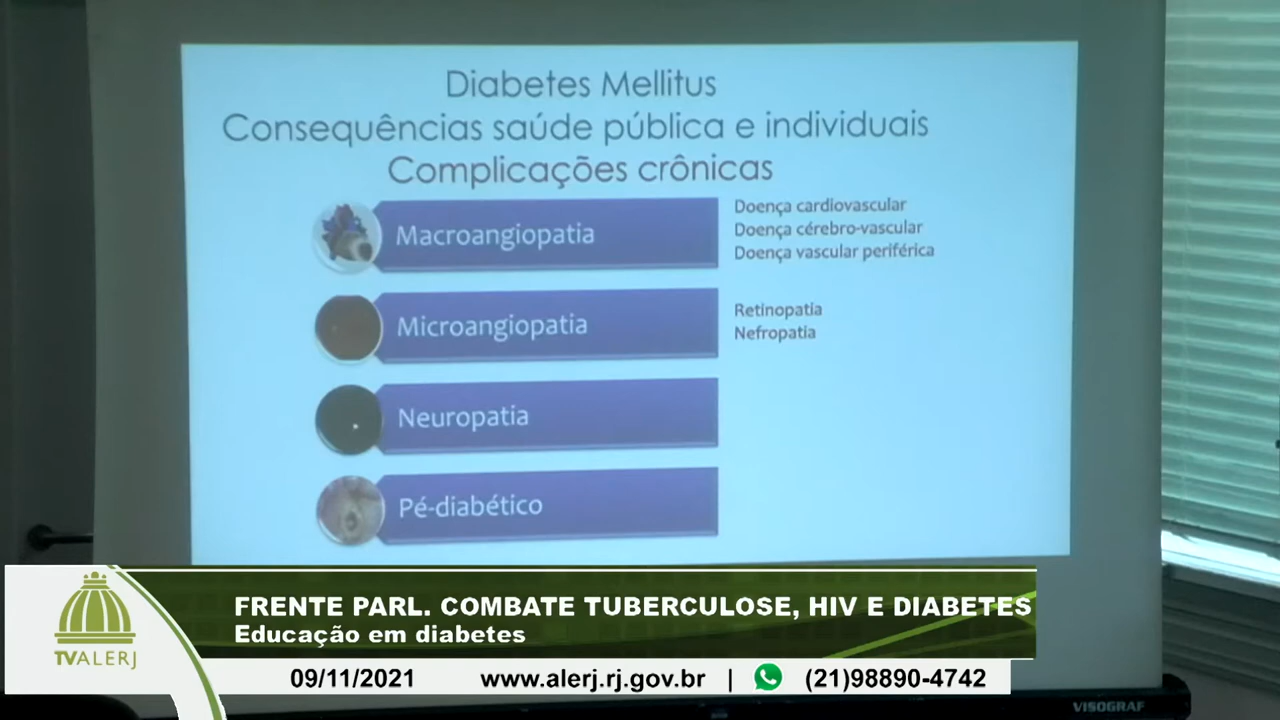 Diabetes Mellitus
Consequências saúde pública e individuais
Complicações crônicas
Macroangiopatia
Doença cardiovascular
Doença cérebro-vascular
Doença vascular periférica
Microangiopatia
Retinopatia
Nefropatia
Neuropatia
Pé-diabético
FRENTE PARL. COMBATE TUBERCULOSE, HIV E DIABETES
Educação em diabetes
TVALERJ
09/11/2021 www.alerj.rj.gov.br | (21)98890-4742
VISOGRAF